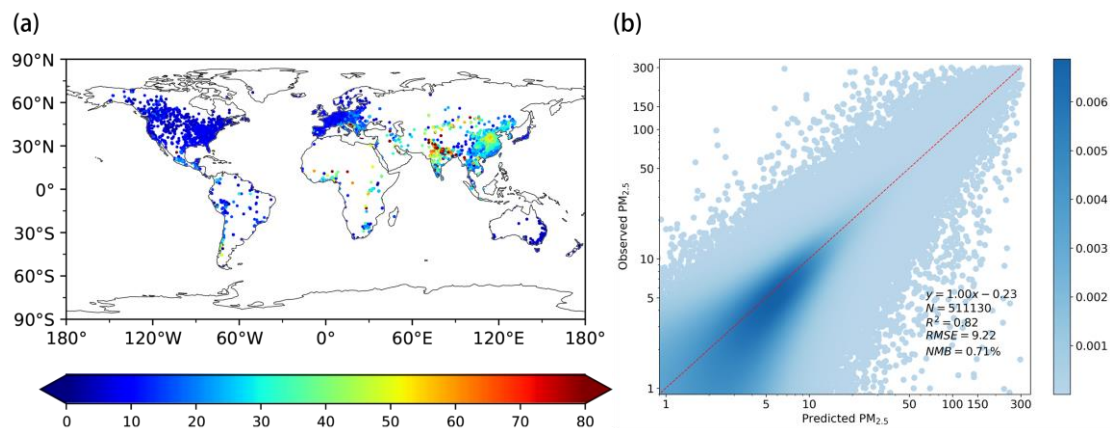 (a)
(b)
90°N
60°N
30°N
0°
30°S
60°S
90°S
180° 120°W 60°W 0° 60°E 120°E 180°
0 10 20 30 40 50 60 70 80
Observed PM2.5
300
150
100
50
10
5
1
y = 1.00x − 0.23
N = 511130
R² = 0.82
RMSE = 9.22
NMB = 0.71%
1 5 10 50 100 150 300
Predicted PM2.5
0.006
0.005
0.004
0.003
0.002
0.001